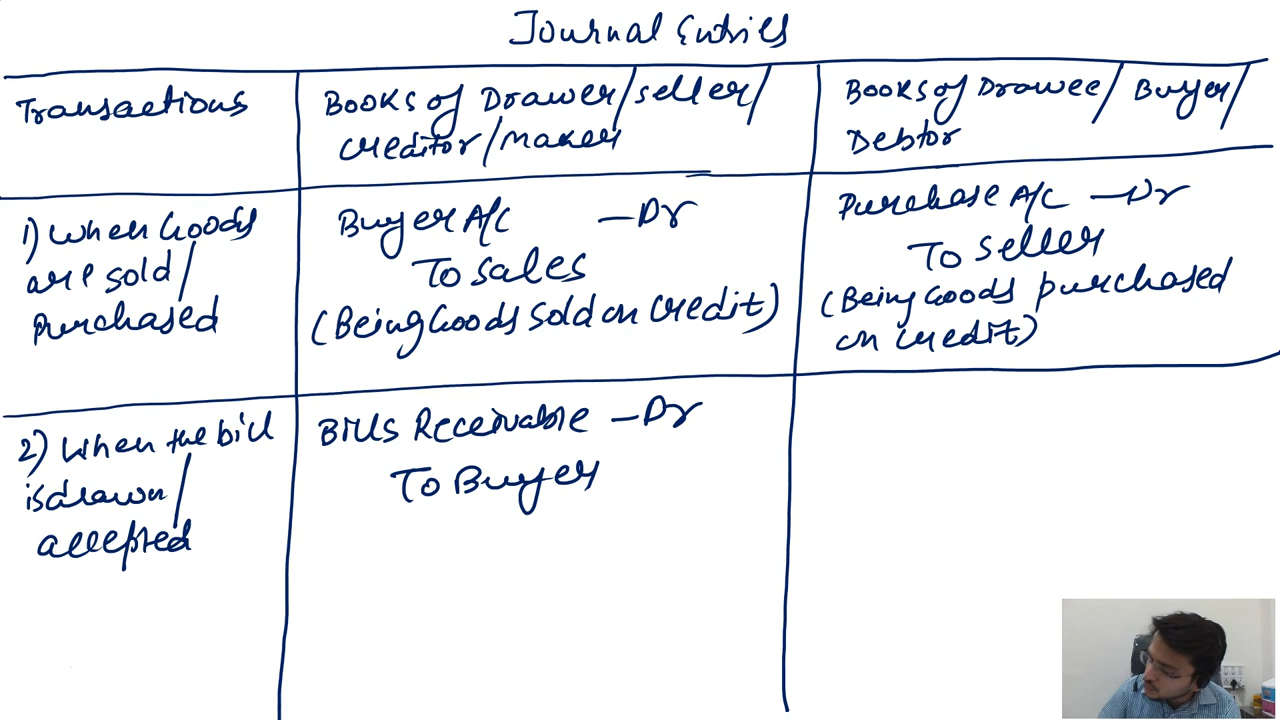 Journal Entries
Transactions
Books of Drawer/seller/
creditor/maker
Books of Drawee/ Buyer/
Debtor
1) When Goods
are sold/
purchased
Buyer A/c —Dr
To sales
(Being Goods sold on credit)
Purchase A/c —Dr
To seller
(Being Goods purchased
on credit)
2) When the bill
is drawn/
accepted
Bills Receivable —Dr
To Buyer